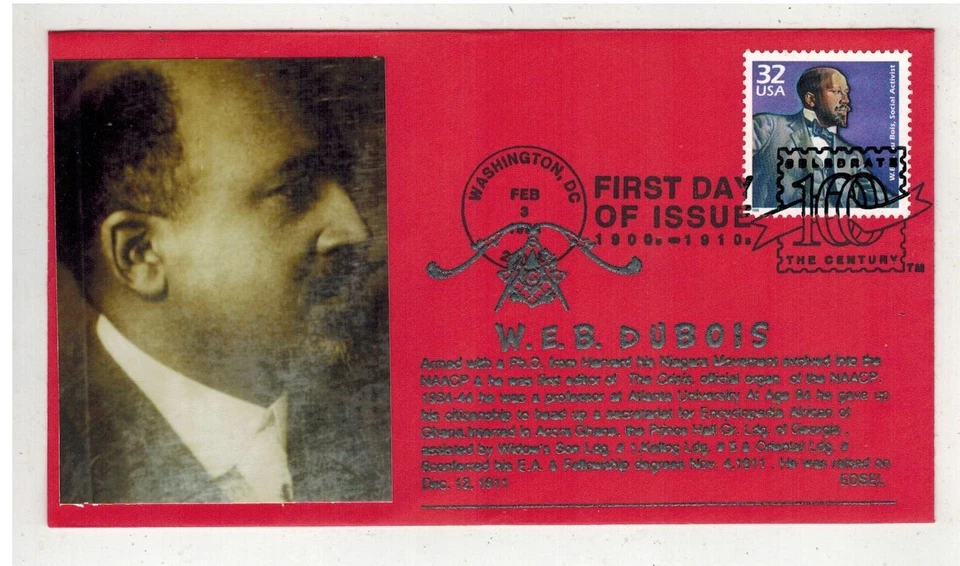 32
USA
W.E.B. Du Bois, Social Activist
CELEBRATE
100
THE CENTURY
TM
WASHINGTON, DC
FEB
3
FIRST DAY
OF ISSUE
1900s - 1910s
G
W.E.B. DUBOIS
Armed with a Ph.D. from Harvard his Niagara Movement evolved into the
NAACP & he was first editor of The Crisis, official organ of the NAACP.
1934-44 he was a professor at Atlanta University At Age 94 he gave up
his citizenship to head up a secretariat for Encyclopedia African of
Ghana. Interred in Accra Ghana, the Prince Hall Gr. Ldg. of Georgia,
assisted by Widow's Son Ldg. # 1, Ldg. # 5 & Oriental Ldg. #
conferred his E.A. & Fellowship degrees Nov. 4, 1911. He was raised on
Dec. 12, 1911
EDSEL